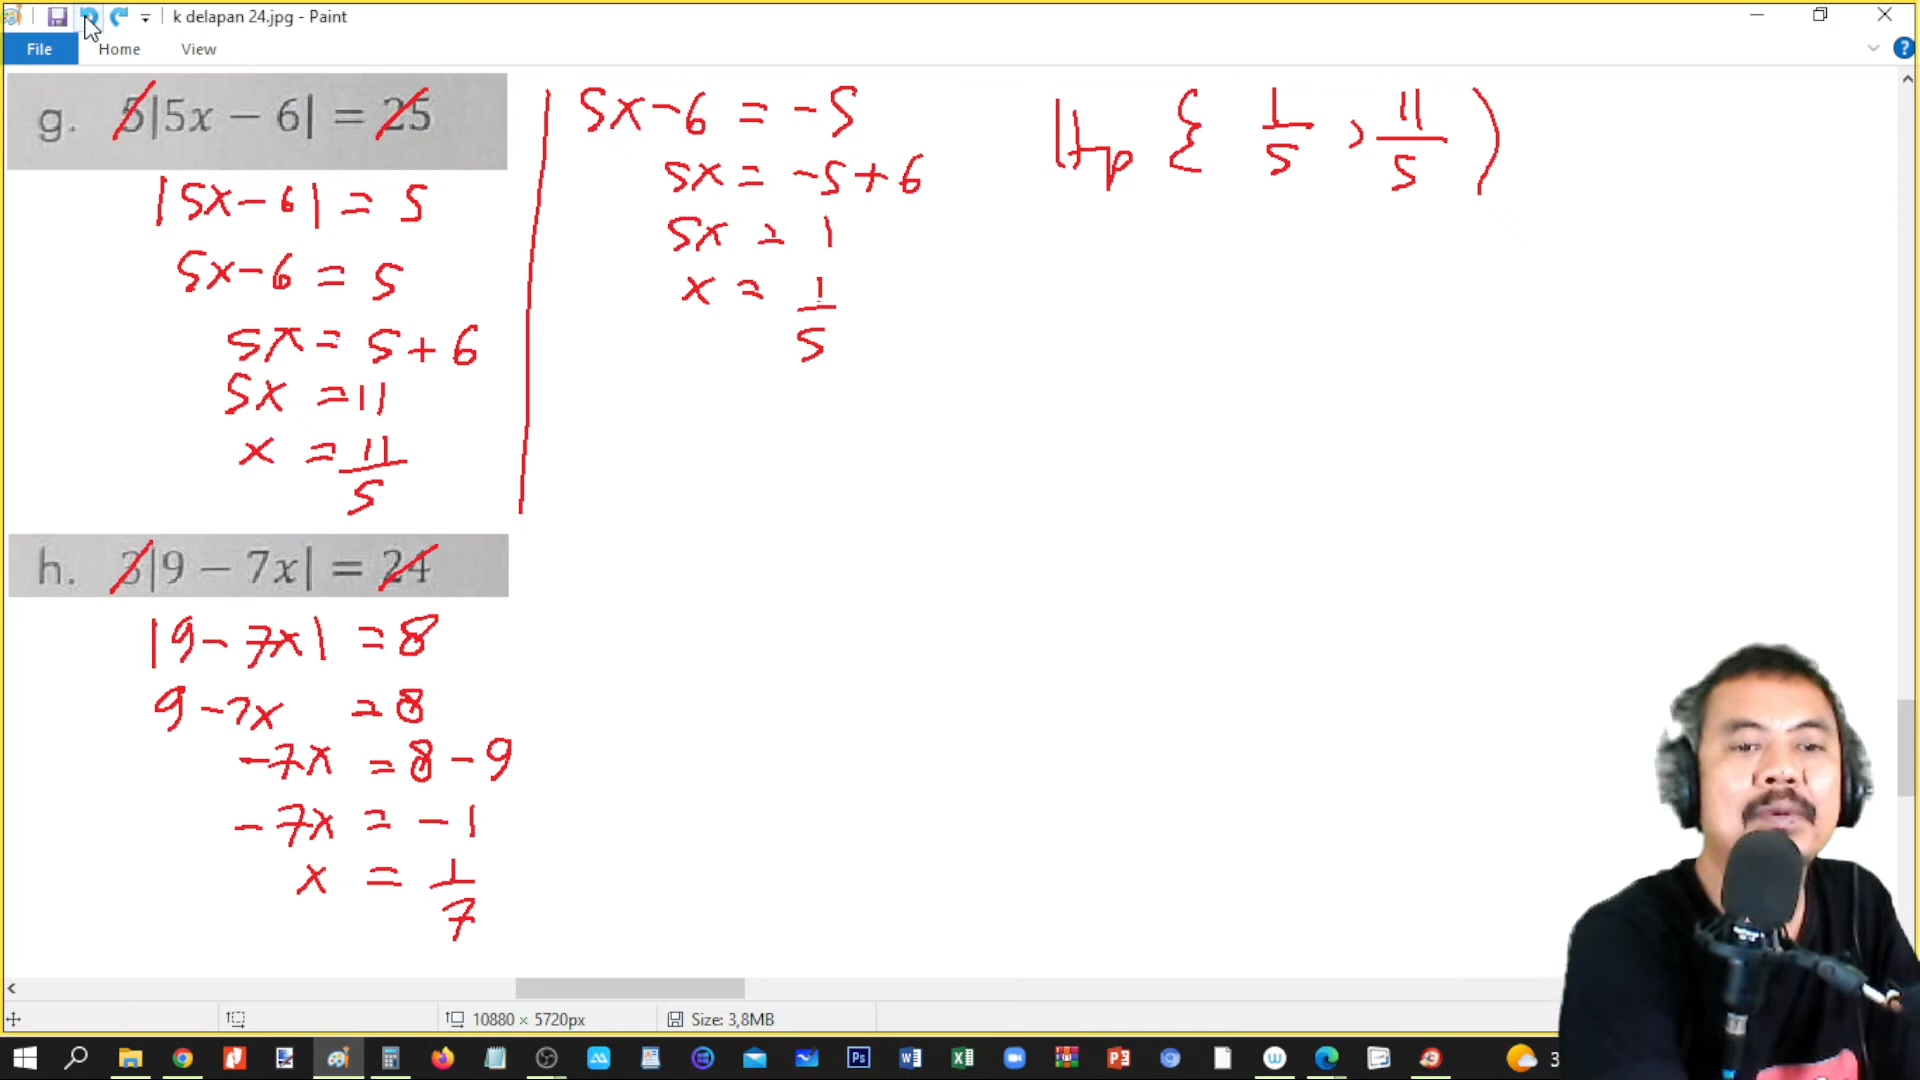 k delapan 24.jpg - Paint
File Home View
g. 5|5x − 6| = 25
|5x-6| = 5
5x-6 = 5
5x = 5+6
5x = 11
x = 11/5
5x-6 = -5
5x = -5+6
5x = 1
x = 1/5
Hp { 1/5 , 11/5 )
h. 3|9 − 7x| = 24
|9-7x| = 8
9-7x = 8
-7x = 8-9
-7x = -1
x = 1/7
10880 × 5720px Size: 3,8MB